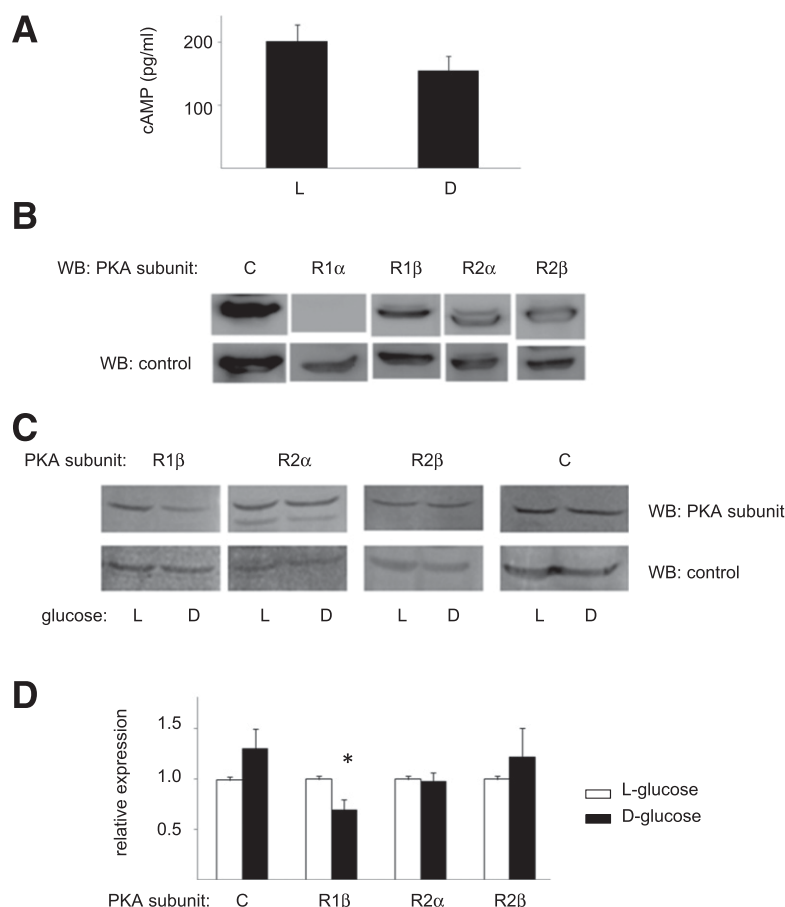 A
cAMP (pg/ml)
200
100
L D
B
WB: PKA subunit: C R1α R1β R2α R2β
WB: control
C
PKA subunit: R1β R2α R2β C
WB: PKA subunit
WB: control
glucose: L D L D L D L D
D
relative expression
1.5
1.0
0.5
*
L-glucose
D-glucose
PKA subunit: C R1β R2α R2β